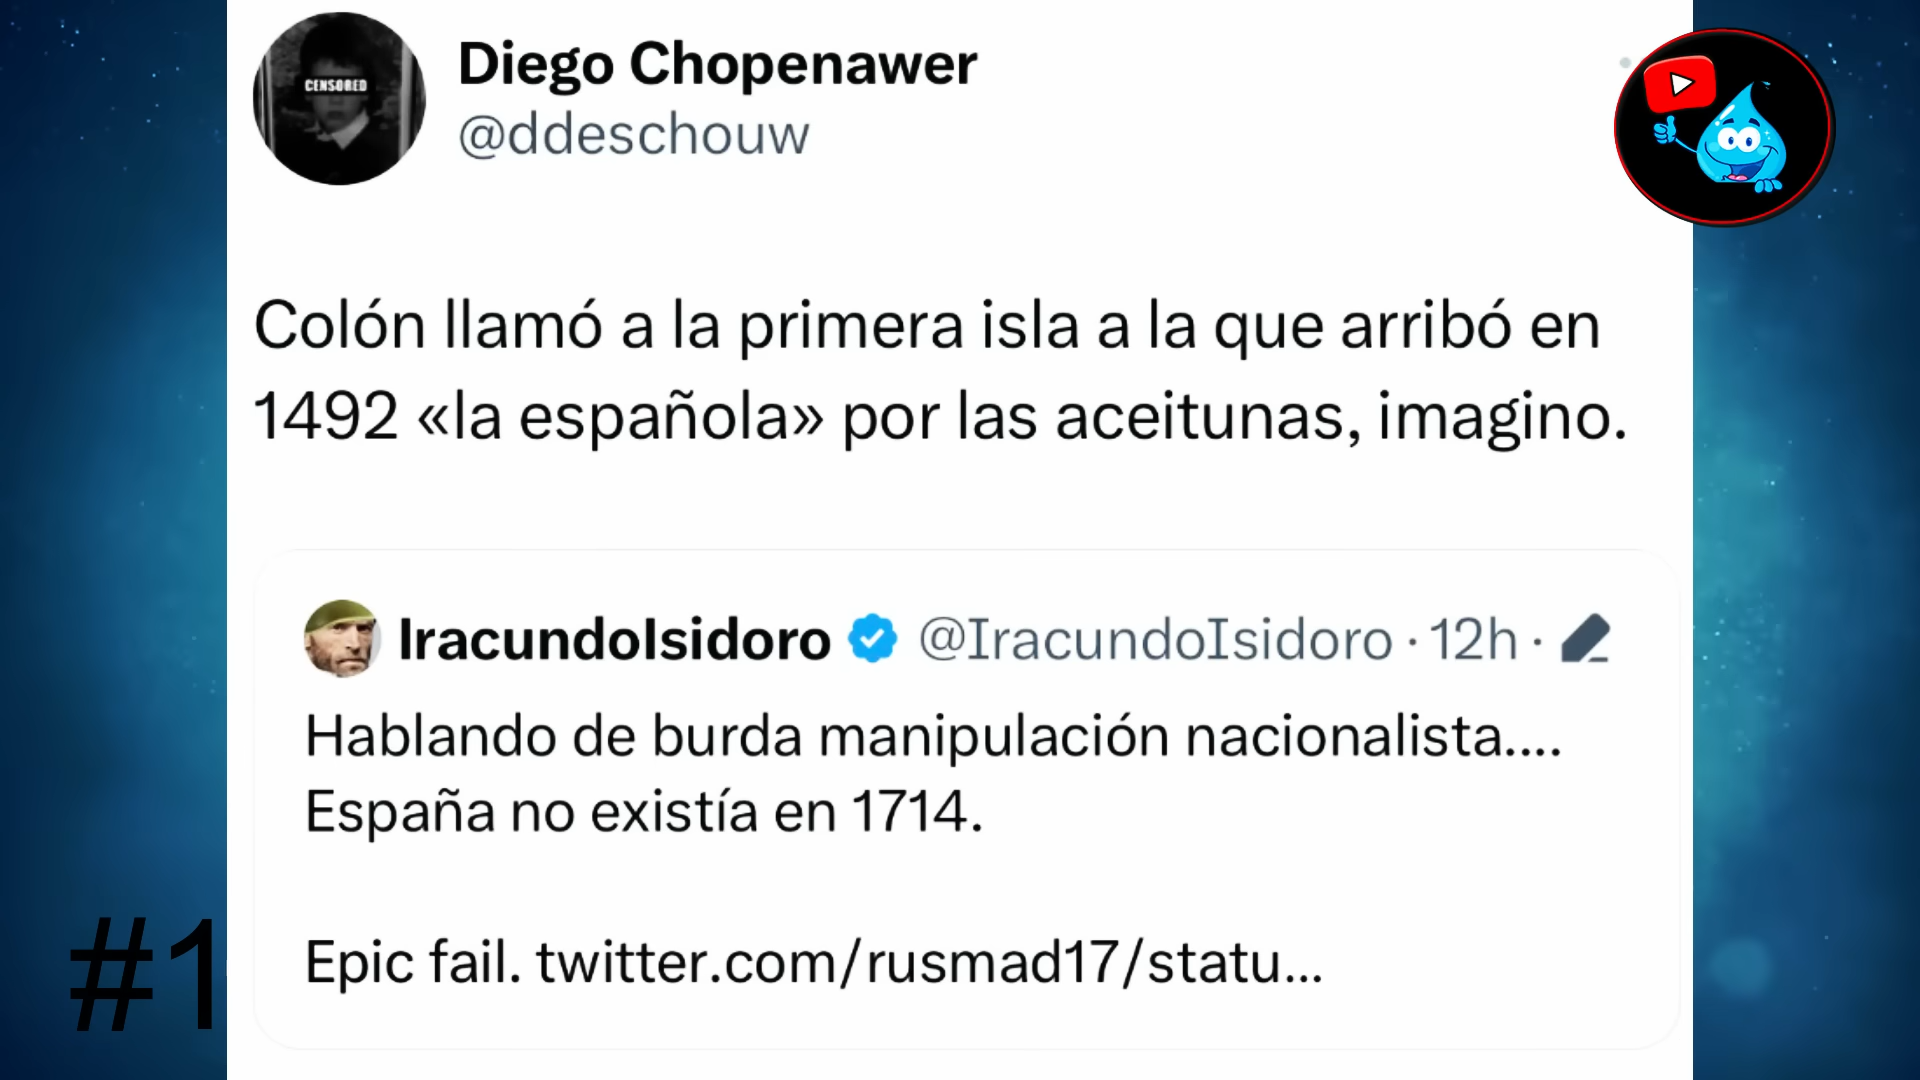 CENSORED
Diego Chopenawer
@ddeschouw
Colón llamó a la primera isla a la que arribó en
1492 «la española» por las aceitunas, imagino.
IracundoIsidoro @IracundoIsidoro · 12h ·
Hablando de burda manipulación nacionalista....
España no existía en 1714.
Epic fail. twitter.com/rusmad17/statu...
#1